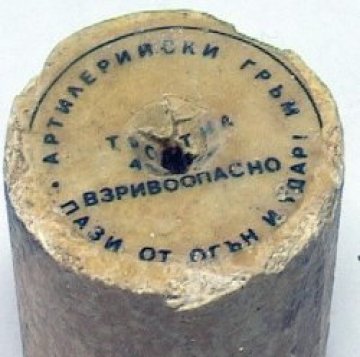 • АРТИЛЕРИЙСКИ ГРЪМ
ВЗРИВООПАСНО
ПАЗИ ОТ ОГЪН И УДАР!